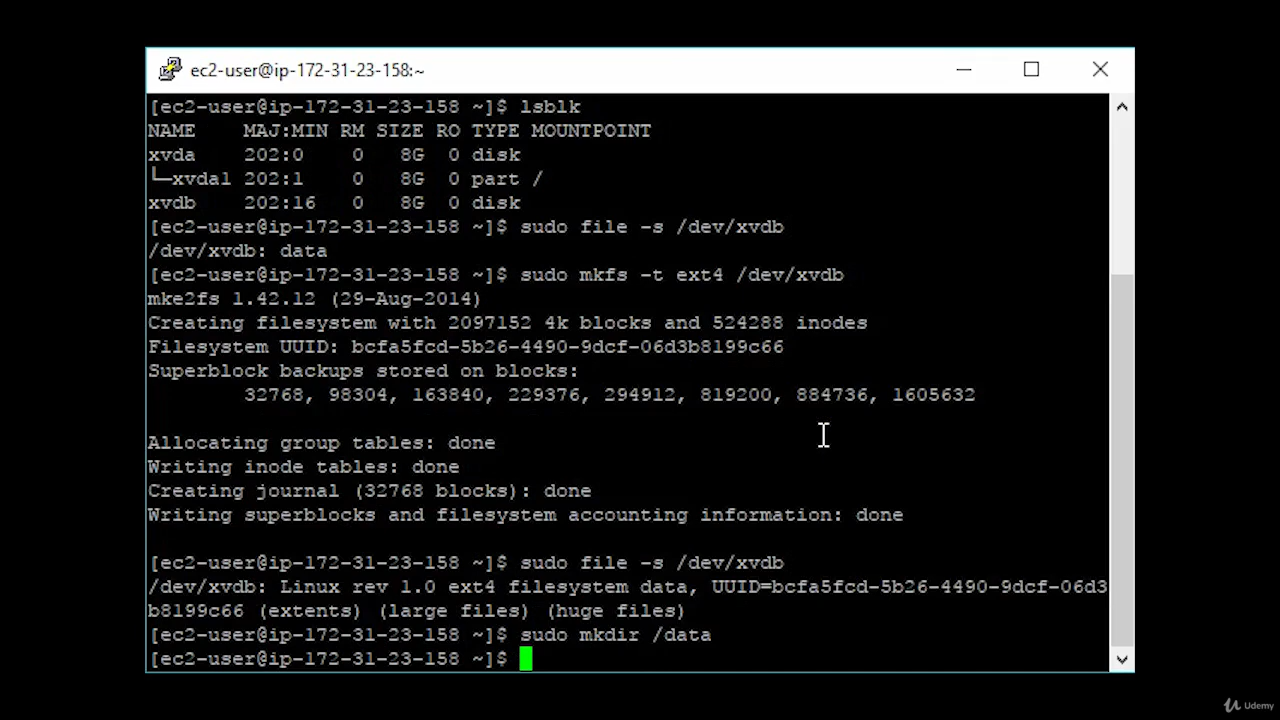 ec2-user@ip-172-31-23-158:~
[ec2-user@ip-172-31-23-158 ~]$ lsblk
NAME    MAJ:MIN RM SIZE RO TYPE MOUNTPOINT
xvda    202:0    0   8G  0 disk
└─xvda1 202:1    0   8G  0 part /
xvdb    202:16   0   8G  0 disk
[ec2-user@ip-172-31-23-158 ~]$ sudo file -s /dev/xvdb
/dev/xvdb: data
[ec2-user@ip-172-31-23-158 ~]$ sudo mkfs -t ext4 /dev/xvdb
mke2fs 1.42.12 (29-Aug-2014)
Creating filesystem with 2097152 4k blocks and 524288 inodes
Filesystem UUID: bcfa5fcd-5b26-4490-9dcf-06d3b8199c66
Superblock backups stored on blocks:
        32768, 98304, 163840, 229376, 294912, 819200, 884736, 1605632
Allocating group tables: done
Writing inode tables: done
Creating journal (32768 blocks): done
Writing superblocks and filesystem accounting information: done
[ec2-user@ip-172-31-23-158 ~]$ sudo file -s /dev/xvdb
/dev/xvdb: Linux rev 1.0 ext4 filesystem data, UUID=bcfa5fcd-5b26-4490-9dcf-06d3
b8199c66 (extents) (large files) (huge files)
[ec2-user@ip-172-31-23-158 ~]$ sudo mkdir /data
[ec2-user@ip-172-31-23-158 ~]$
Udemy